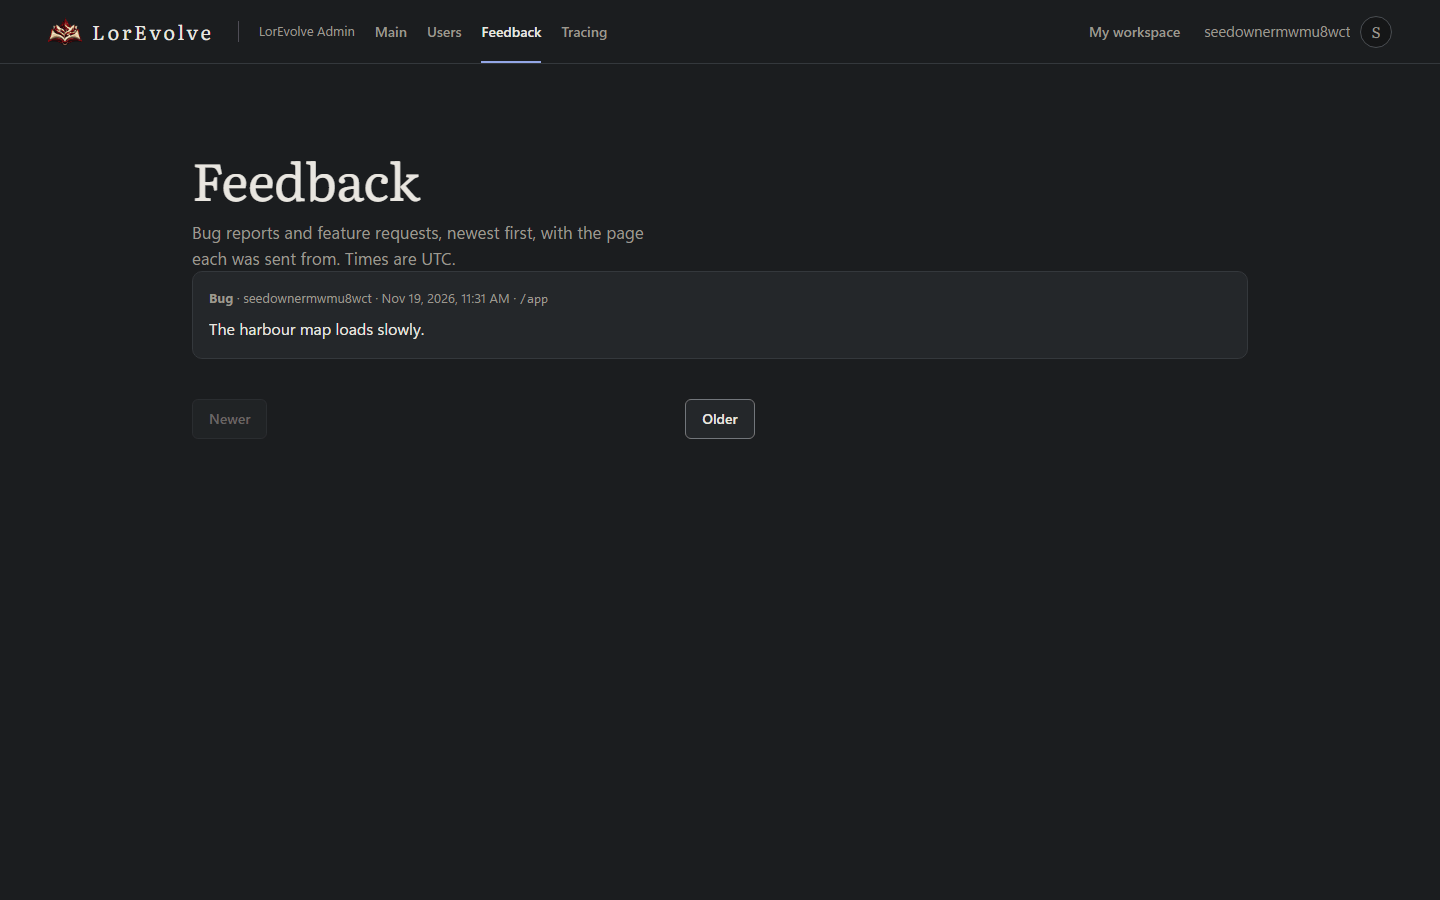 LorEvolve
LorEvolve Admin
Main
Users
Feedback
Tracing
My workspace
seedownermwmu8wct
S
Feedback
Bug reports and feature requests, newest first, with the page
each was sent from. Times are UTC.
Bug · seedownermwmu8wct · Nov 19, 2026, 11:31 AM · /app
The harbour map loads slowly.
Newer
Older